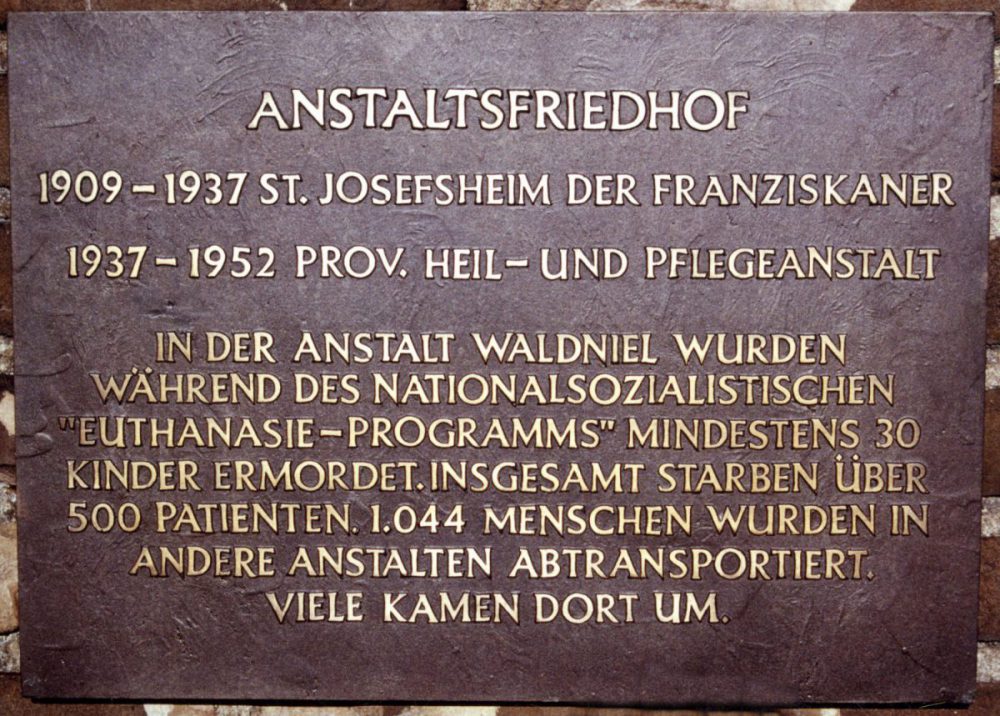 ANSTALTSFRIEDHOF
1909–1937 ST. JOSEFSHEIM DER FRANZISKANER
1937–1952 PROV. HEIL– UND PFLEGEANSTALT
IN DER ANSTALT WALDNIEL WURDEN
WÄHREND DES NATIONALSOZIALISTISCHEN
"EUTHANASIE–PROGRAMMS" MINDESTENS 30
KINDER ERMORDET. INSGESAMT STARBEN ÜBER
500 PATIENTEN. 1.044 MENSCHEN WURDEN IN
ANDERE ANSTALTEN ABTRANSPORTIERT.
VIELE KAMEN DORT UM.